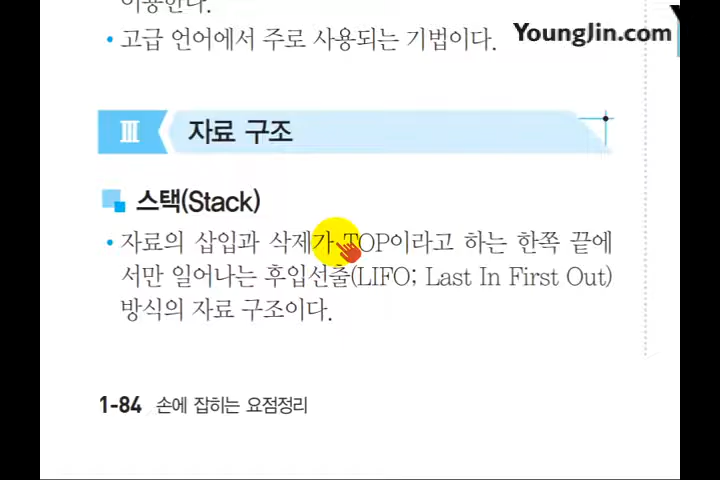 YoungJin.com
• 고급 언어에서 주로 사용되는 기법이다.
Ⅲ 자료 구조
스택(Stack)
• 자료의 삽입과 삭제가 TOP이라고 하는 한쪽 끝에
서만 일어나는 후입선출(LIFO; Last In First Out)
방식의 자료 구조이다.
1-84 손에 잡히는 요점정리